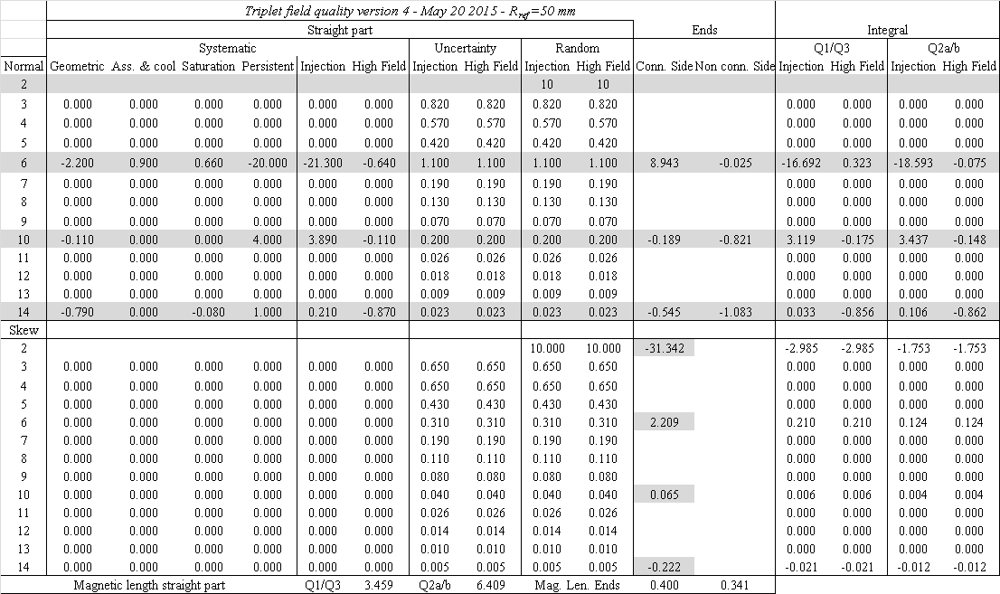 Triplet field quality version 4 - May 20 2015 - Rref=50 mm
Straight part Ends Integral
Systematic Uncertainty Random Q1/Q3 Q2a/b
Normal Geometric Ass. & cool Saturation Persistent Injection High Field Injection High Field Injection High Field Conn. Side Non conn. Side Injection High Field Injection High Field
2 10 10
3 0.000 0.000 0.000 0.000 0.000 0.000 0.820 0.820 0.820 0.820 0.000 0.000 0.000 0.000
4 0.000 0.000 0.000 0.000 0.000 0.000 0.570 0.570 0.570 0.570 0.000 0.000 0.000 0.000
5 0.000 0.000 0.000 0.000 0.000 0.000 0.420 0.420 0.420 0.420 0.000 0.000 0.000 0.000
6 -2.200 0.900 0.660 -20.000 -21.300 -0.640 1.100 1.100 1.100 1.100 8.943 -0.025 -16.692 0.323 -18.593 -0.075
7 0.000 0.000 0.000 0.000 0.000 0.000 0.190 0.190 0.190 0.190 0.000 0.000 0.000 0.000
8 0.000 0.000 0.000 0.000 0.000 0.000 0.130 0.130 0.130 0.130 0.000 0.000 0.000 0.000
9 0.000 0.000 0.000 0.000 0.000 0.000 0.070 0.070 0.070 0.070 0.000 0.000 0.000 0.000
10 -0.110 0.000 0.000 4.000 3.890 -0.110 0.200 0.200 0.200 0.200 -0.189 -0.821 3.119 -0.175 3.437 -0.148
11 0.000 0.000 0.000 0.000 0.000 0.000 0.026 0.026 0.026 0.026 0.000 0.000 0.000 0.000
12 0.000 0.000 0.000 0.000 0.000 0.000 0.018 0.018 0.018 0.018 0.000 0.000 0.000 0.000
13 0.000 0.000 0.000 0.000 0.000 0.000 0.009 0.009 0.009 0.009 0.000 0.000 0.000 0.000
14 -0.790 0.000 -0.080 1.000 0.210 -0.870 0.023 0.023 0.023 0.023 -0.545 -1.083 0.033 -0.856 0.106 -0.862
Skew
2 10.000 10.000 -31.342 -2.985 -2.985 -1.753 -1.753
3 0.000 0.000 0.000 0.000 0.000 0.000 0.650 0.650 0.650 0.650 0.000 0.000 0.000 0.000
4 0.000 0.000 0.000 0.000 0.000 0.000 0.650 0.650 0.650 0.650 0.000 0.000 0.000 0.000
5 0.000 0.000 0.000 0.000 0.000 0.000 0.430 0.430 0.430 0.430 0.000 0.000 0.000 0.000
6 0.000 0.000 0.000 0.000 0.000 0.000 0.310 0.310 0.310 0.310 2.209 0.210 0.210 0.124 0.124
7 0.000 0.000 0.000 0.000 0.000 0.000 0.190 0.190 0.190 0.190 0.000 0.000 0.000 0.000
8 0.000 0.000 0.000 0.000 0.000 0.000 0.110 0.110 0.110 0.110 0.000 0.000 0.000 0.000
9 0.000 0.000 0.000 0.000 0.000 0.000 0.080 0.080 0.080 0.080 0.000 0.000 0.000 0.000
10 0.000 0.000 0.000 0.000 0.000 0.000 0.040 0.040 0.040 0.040 0.065 0.006 0.006 0.004 0.004
11 0.000 0.000 0.000 0.000 0.000 0.000 0.026 0.026 0.026 0.026 0.000 0.000 0.000 0.000
12 0.000 0.000 0.000 0.000 0.000 0.000 0.014 0.014 0.014 0.014 0.000 0.000 0.000 0.000
13 0.000 0.000 0.000 0.000 0.000 0.000 0.010 0.010 0.010 0.010 0.000 0.000 0.000 0.000
14 0.000 0.000 0.000 0.000 0.000 0.000 0.005 0.005 0.005 0.005 -0.222 -0.021 -0.021 -0.012 -0.012
Magnetic length straight part Q1/Q3 3.459 Q2a/b 6.409 Mag. Len. Ends 0.400 0.341